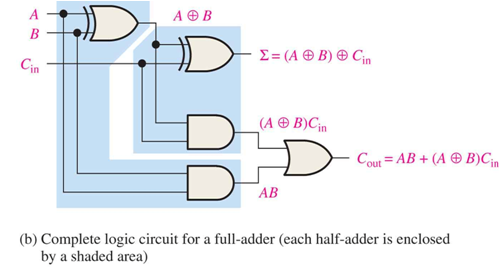 A
A ⊕ B
B
C_in
Σ = (A ⊕ B) ⊕ C_in
(A ⊕ B)C_in
C_out = AB + (A ⊕ B)C_in
AB
(b) Complete logic circuit for a full-adder (each half-adder is enclosed
by a shaded area)